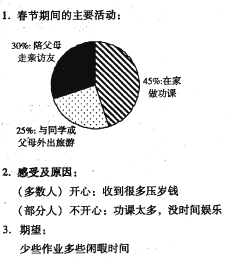 1. 春节期间的主要活动：
30%: 陪父母
走亲访友
45%:在家
做功课
25%: 与同学或
父母外出旅游
2. 感受及原因：
（多数人）开心：收到很多压岁钱
（部分人）不开心：功课太多，没时间娱乐
3. 期望：
少些作业多些闲暇时间